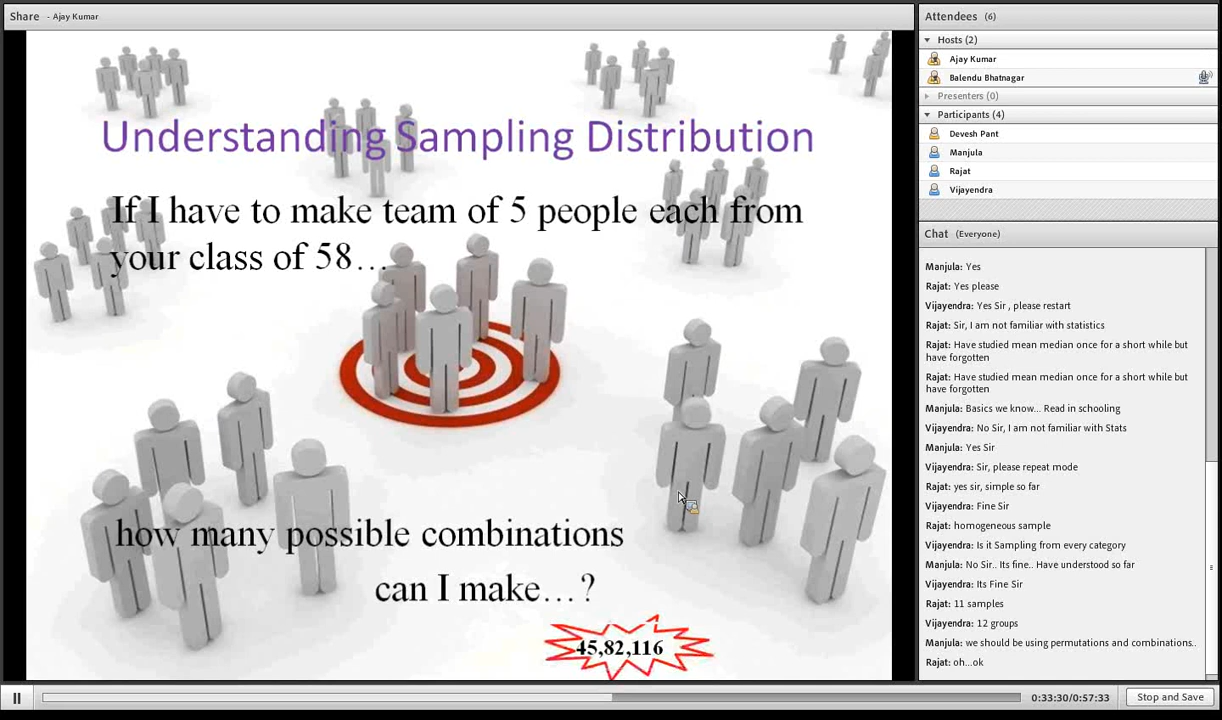 Share - Ajay Kumar
Understanding Sampling Distribution
If I have to make team of 5 people each from
your class of 58…
how many possible combinations
can I make…?
45,82,116
Attendees (6)
Hosts (2)
Ajay Kumar
Balendu Bhatnagar
Presenters (0)
Participants (4)
Devesh Pant
Manjula
Rajat
Vijayendra
Chat (Everyone)
Manjula: Yes
Rajat: Yes please
Vijayendra: Yes Sir , please restart
Rajat: Sir, I am not familiar with statistics
Rajat: Have studied mean median once for a short while but
have forgotten
Rajat: Have studied mean median once for a short while but
have forgotten
Manjula: Basics we know... Read in schooling
Vijayendra: No Sir, I am not familiar with Stats
Manjula: Yes Sir
Vijayendra: Sir, please repeat mode
Rajat: yes sir, simple so far
Vijayendra: Fine Sir
Rajat: homogeneous sample
Vijayendra: Is it Sampling from every category
Manjula: No Sir.. Its fine.. Have understood so far
Vijayendra: Its Fine Sir
Rajat: 11 samples
Vijayendra: 12 groups
Manjula: we should be using permutations and combinations..
Rajat: oh...ok
0:33:30/0:57:33
Stop and Save